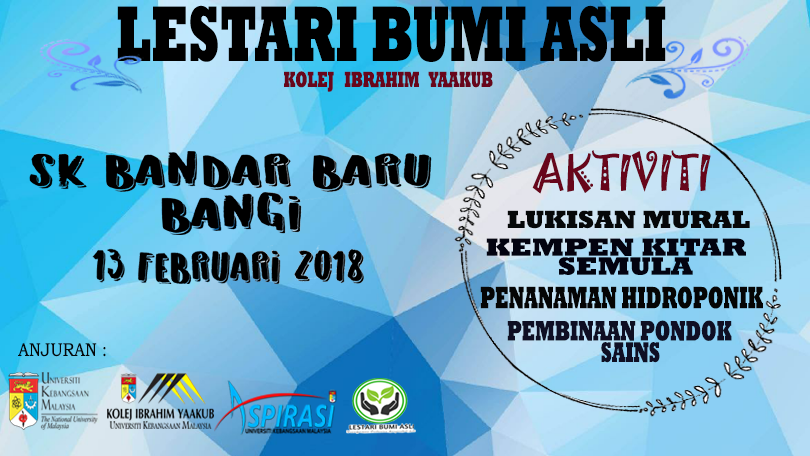 LESTARI BUMI ASLI
KOLEJ IBRAHIM YAAKUB
SK BANDAR BARU
BANGI
13 FEBRUARI 2018
AKTIVITI
LUKISAN MURAL
KEMPEN KITAR
SEMULA
PENANAMAN HIDROPONIK
PEMBINAAN PONDOK
SAINS
ANJURAN :
UNIVERSITI
KEBANGSAAN
MALAYSIA
The National University
of Malaysia
KOLEJ IBRAHIM YAAKUB
UNIVERSITI KEBANGSAAN MALAYSIA
ASPIRASI
UNIVERSITI KEBANGSAAN MALAYSIA
LESTARI BUMI ASLI